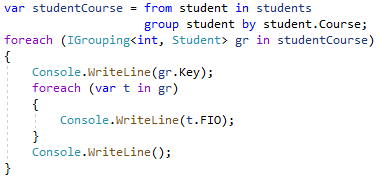 var studentCourse = from student in students
                    group student by student.Course;
foreach (IGrouping<int, Student> gr in studentCourse)
{
    Console.WriteLine(gr.Key);
    foreach (var t in gr)
    {
        Console.WriteLine(t.FIO);
    }
    Console.WriteLine();
}